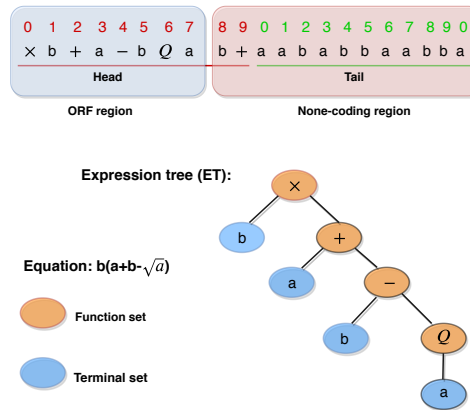 0 1 2 3 4 5 6 7 8 9 0 1 2 3 4 5 6 7 8 9 0
× b + a − b Q a b + a a b a b b a a b b a
Head Tail
ORF region None-coding region
Expression tree (ET):
×
b +
a −
Equation: b(a+b-√a)
b Q
Function set
a
Terminal set